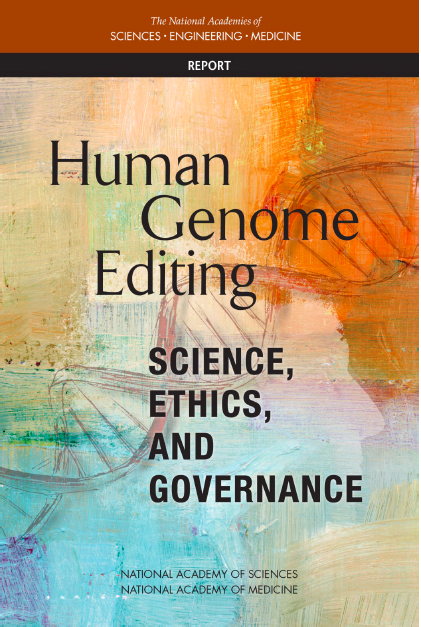 The National Academies of
SCIENCES • ENGINEERING • MEDICINE
REPORT
Human
Genome
Editing
SCIENCE,
ETHICS,
AND
GOVERNANCE
NATIONAL ACADEMY OF SCIENCES
NATIONAL ACADEMY OF MEDICINE